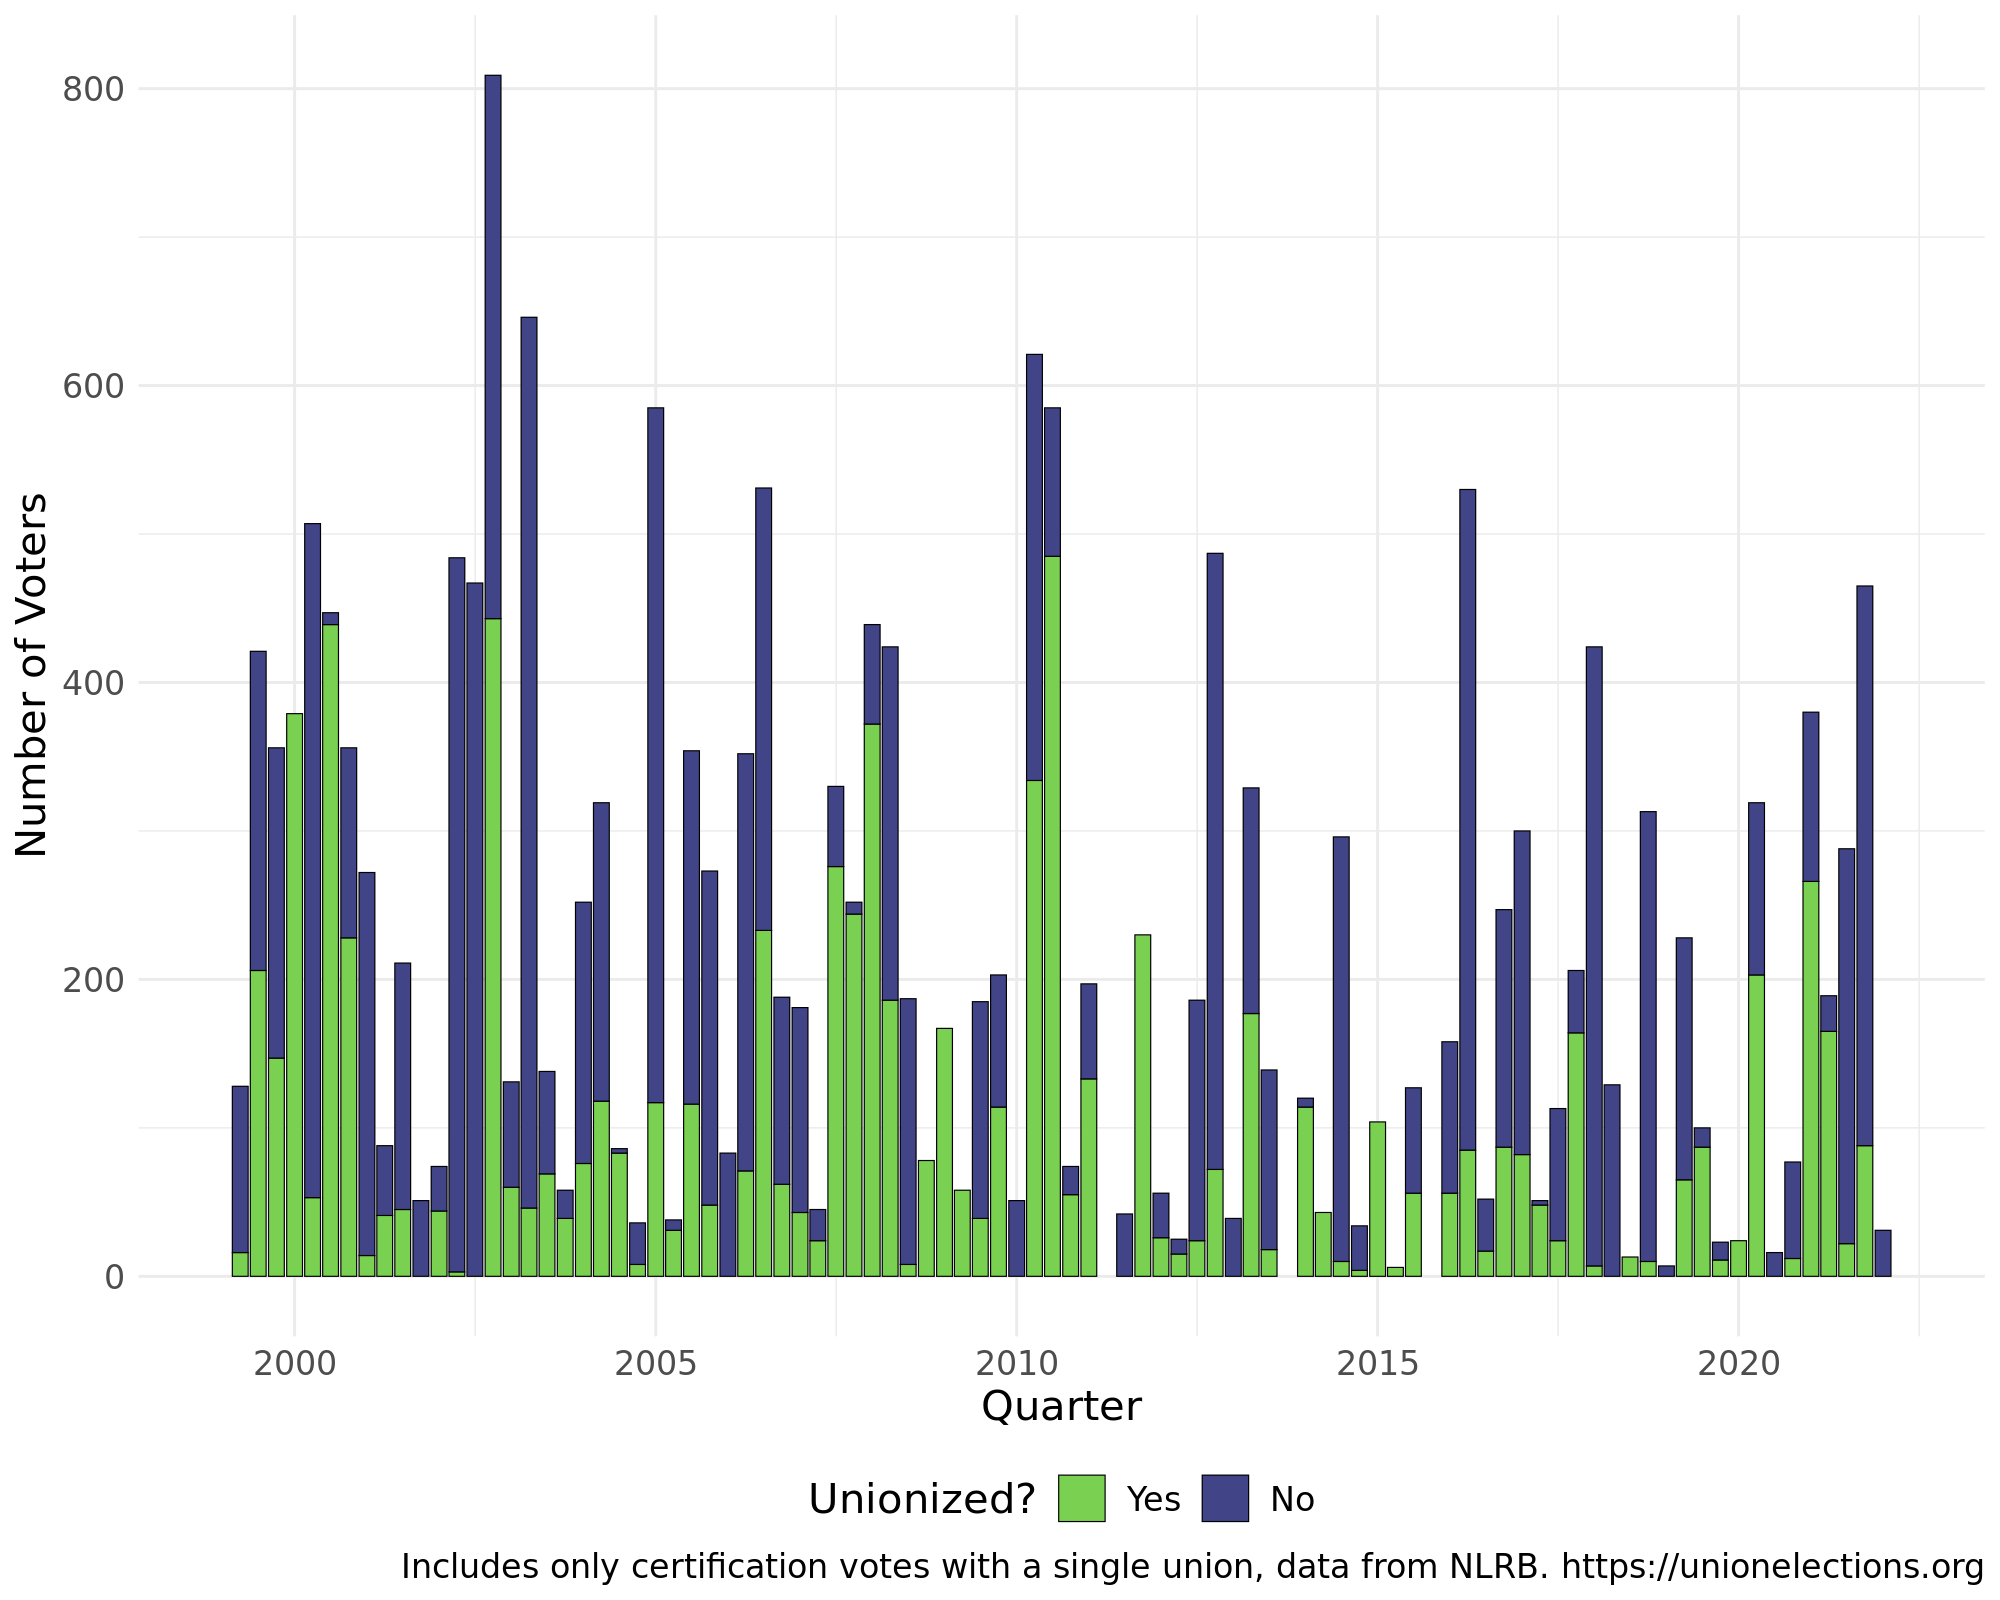 800
600
400
200
0
Number of Voters
2000 2005 2010 2015 2020
Quarter
Unionized? Yes No
Includes only certification votes with a single union, data from NLRB. https://unionelections.org